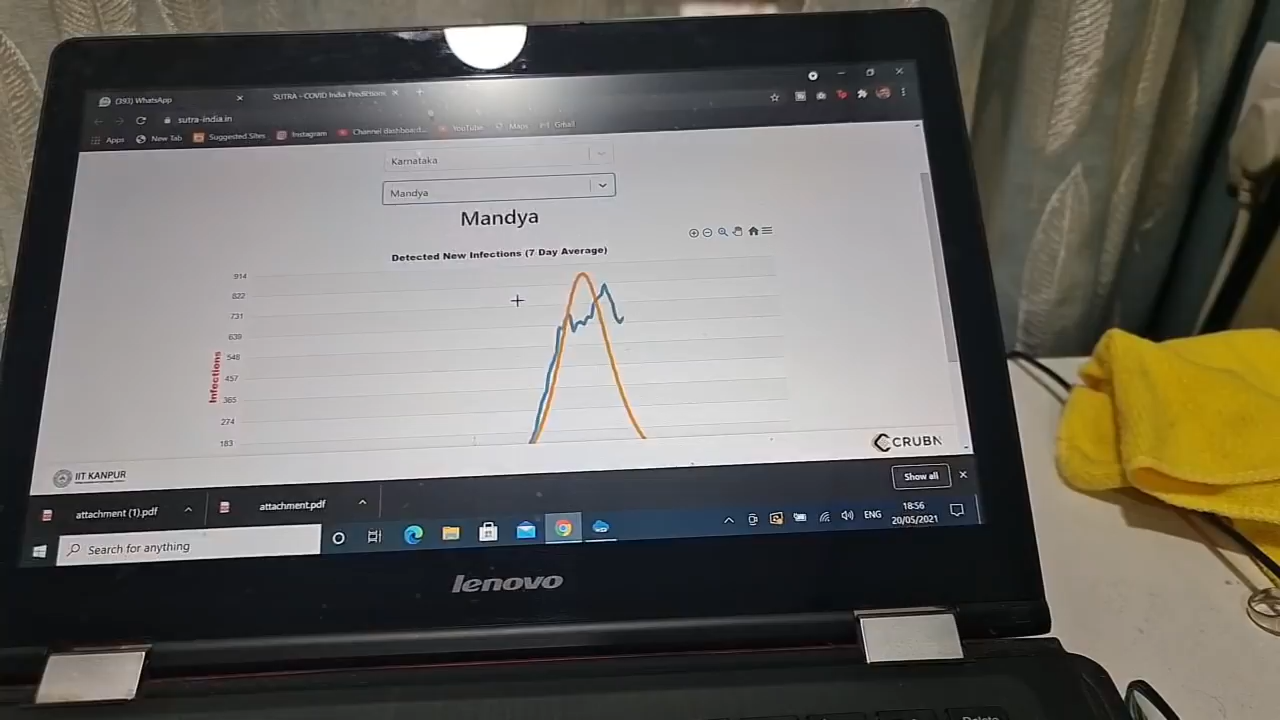 (393) WhatsApp
SUTRA - COVID India Predictions
sutra-india.in
Apps New Tab Suggested Sites Instagram Channel dashboard... YouTube Maps Gmail
Karnataka
Mandya
Mandya
Detected New Infections (7 Day Average)
914
822
731
639
548
457
365
274
183
Infections
CRUBN
IIT KANPUR
attachment (1).pdf
attachment.pdf
Show all
Search for anything
ENG
18:56
20/05/2021
lenovo
Delete